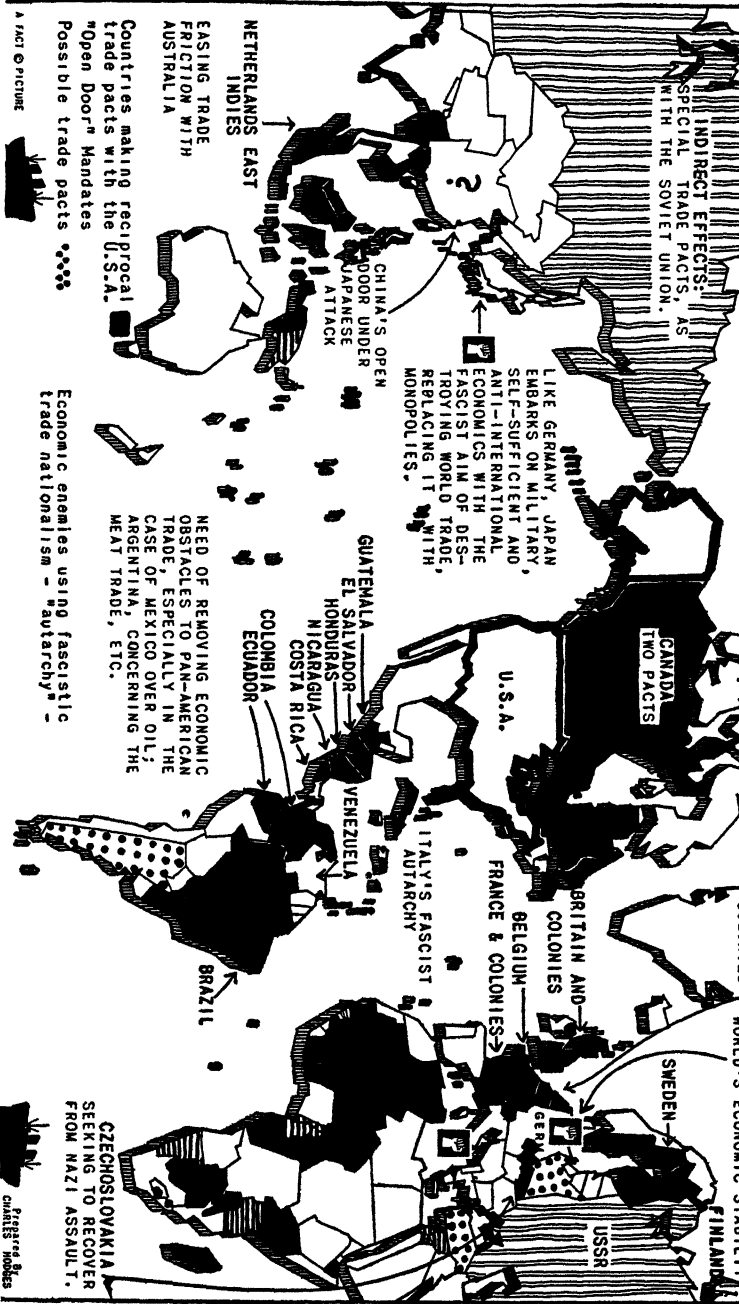 WORLD'S ECONOMIC STABILIT
INDIRECT EFFECTS:
SPECIAL TRADE PACTS, AS
WITH THE SOVIET UNION.
?
NETHERLANDS EAST
INDIES
EASING TRADE
FRICTION WITH
AUSTRALIA
CHINA'S OPEN
DOOR UNDER
JAPANESE
ATTACK
LIKE GERMANY, JAPAN
EMBARKS ON MILITARY,
SELF-SUFFICIENT AND
ANTI-INTERNATIONAL
ECONOMICS WITH THE
FASCIST AIM OF DES-
TROYING WORLD TRADE,
REPLACING IT WITH
MONOPOLIES.
CANADA
TWO PACTS
U.S.A.
GUATEMALA
EL SALVADOR
HONDURAS
NICARAGUA
COSTA RICA
COLOMBIA
ECUADOR
VENEZUELA
BRAZIL
NEED OF REMOVING ECONOMIC
OBSTACLES TO PAN-AMERICAN
TRADE, ESPECIALLY IN THE
CASE OF MEXICO OVER OIL;
ARGENTINA, CONCERNING THE
MEAT TRADE, ETC.
BRITAIN AND
COLONIES
BELGIUM
FRANCE & COLONIES
ITALY'S FASCIST
AUTARCHY
SWEDEN
FINLAND
GERM
USSR
CZECHOSLOVAKIA
SEEKING TO RECOVER
FROM NAZI ASSAULT.
Countries making reciprocal
trade pacts with the U.S.A.
"Open Door" Mandates
Possible trade pacts
Economic enemies using fascistic
trade nationalism - "autarchy" -
A FACT © PICTURE
Prepared By
CHARLES HODGES